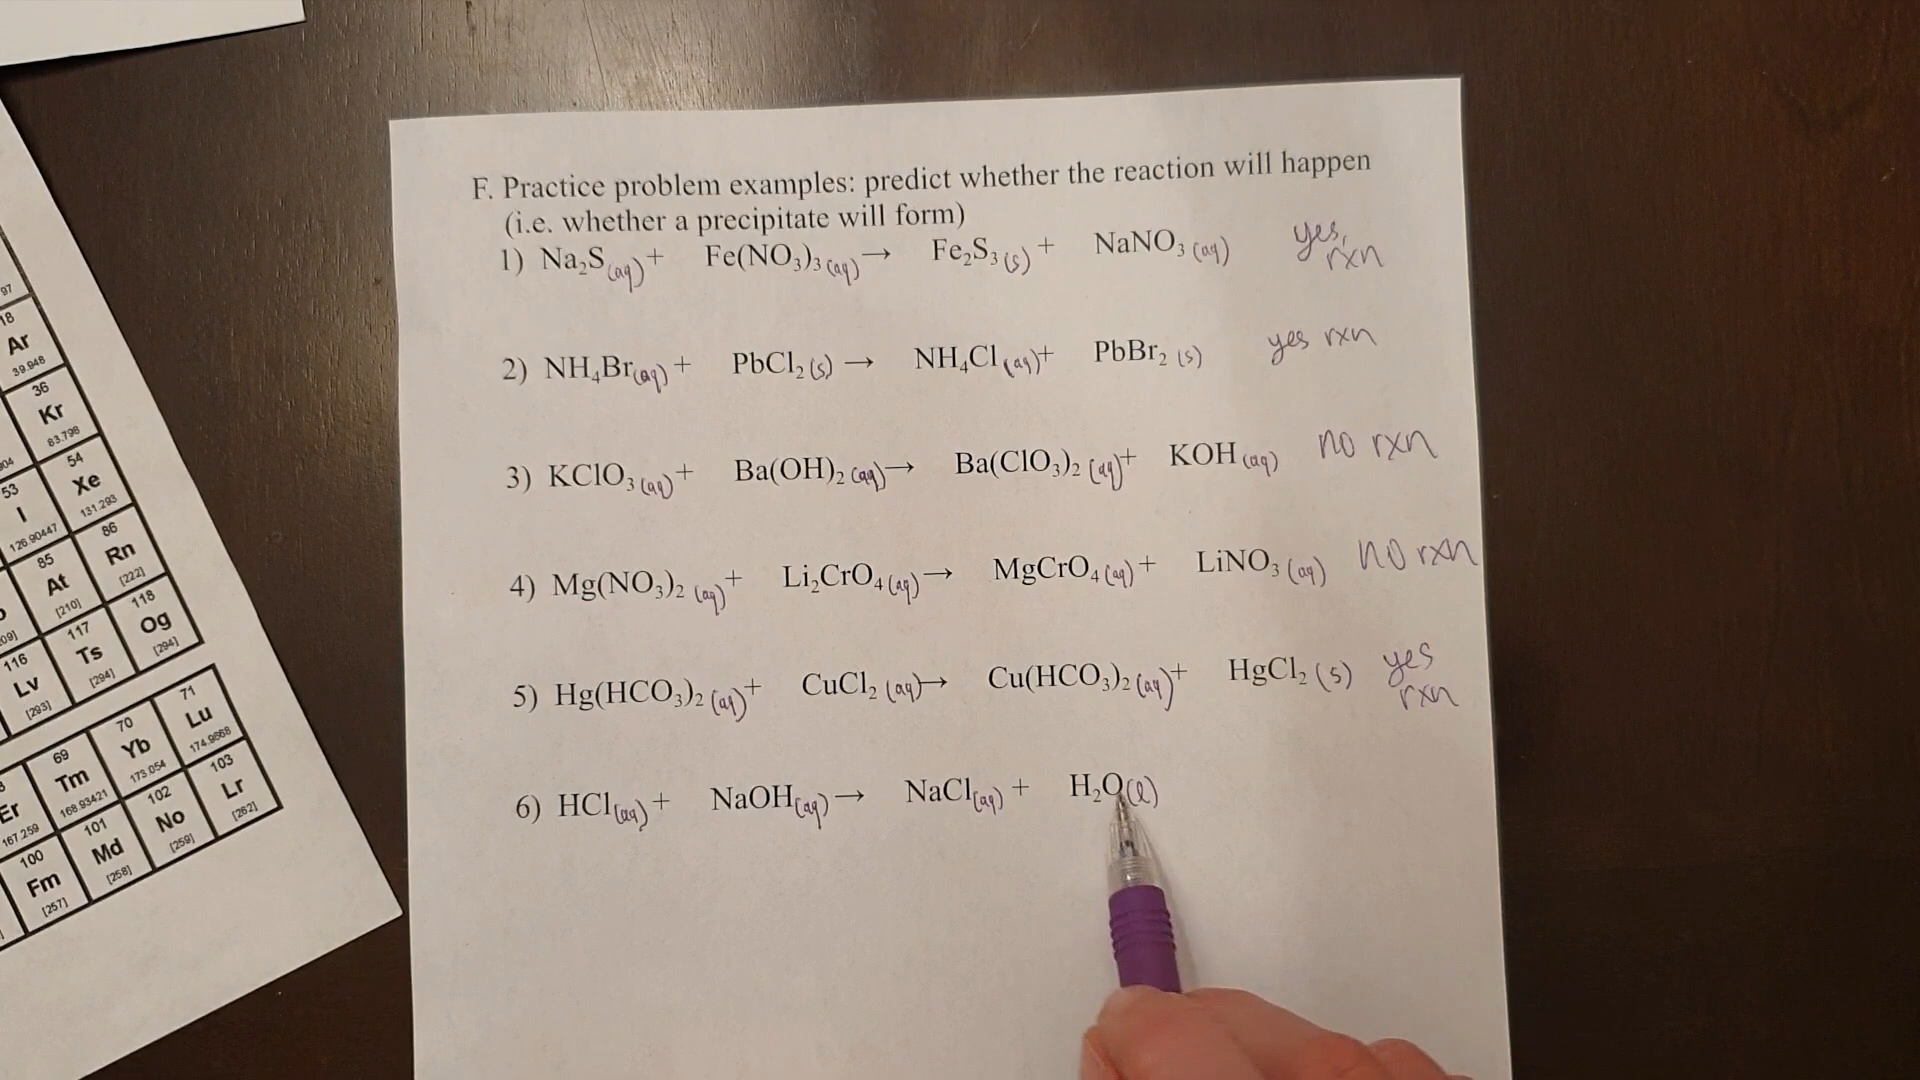 F. Practice problem examples: predict whether the reaction will happen
(i.e. whether a precipitate will form)
1) Na₂S(aq) + Fe(NO₃)₃(aq) → Fe₂S₃(s) + NaNO₃(aq) yes, rxn
2) NH₄Br(aq) + PbCl₂(s) → NH₄Cl(aq) + PbBr₂(s) yes rxn
3) KClO₃(aq) + Ba(OH)₂(aq) → Ba(ClO₃)₂(aq) + KOH(aq) no rxn
4) Mg(NO₃)₂(aq) + Li₂CrO₄(aq) → MgCrO₄(aq) + LiNO₃(aq) no rxn
5) Hg(HCO₃)₂(aq) + CuCl₂(aq) → Cu(HCO₃)₂(aq) + HgCl₂(s) yes rxn
6) HCl(aq) + NaOH(aq) → NaCl(aq) + H₂O(l)
18
Ar
39.948
36
Kr
83.798
53
I
126.90447
54
Xe
131.293
85
At
[210]
86
Rn
[222]
116
Lv
[293]
117
Ts
[294]
118
Og
[294]
Er
167.259
69
Tm
168.93421
70
Yb
173.054
71
Lu
174.9668
100
Fm
[257]
101
Md
[258]
102
No
[259]
103
Lr
[262]